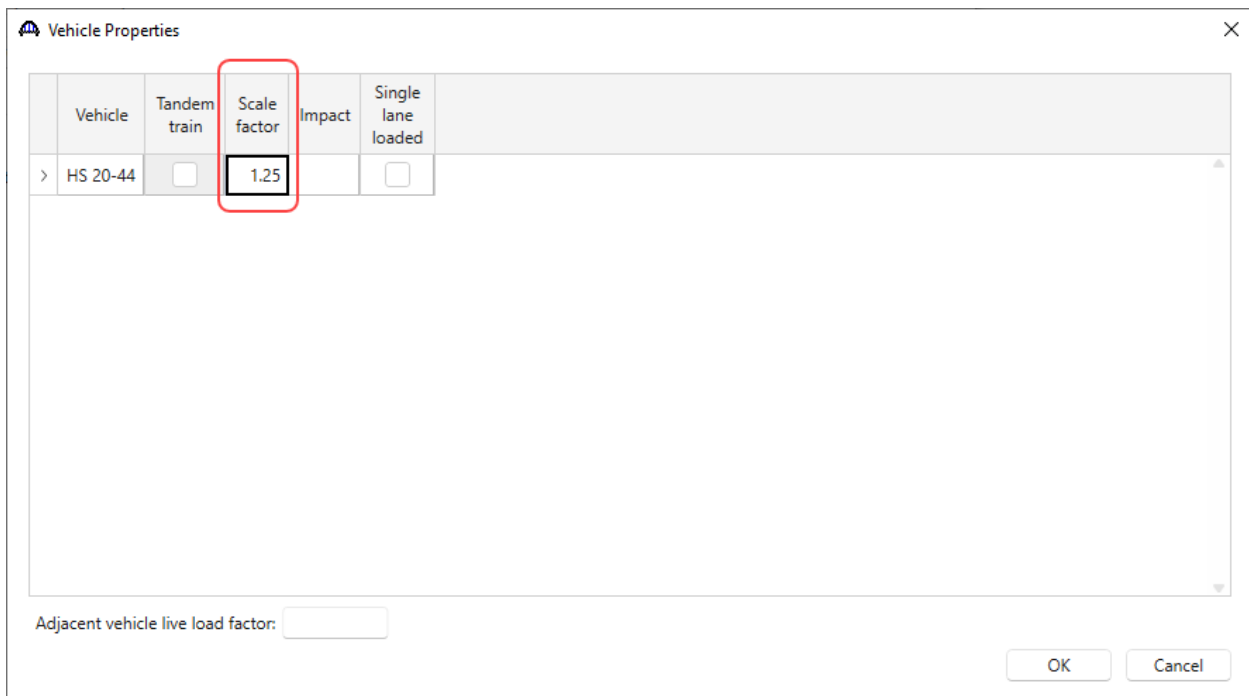 Vehicle Properties
Vehicle
Tandem
train
Scale
factor
Impact
Single
lane
loaded
HS 20-44
1.25
Adjacent vehicle live load factor:
OK
Cancel